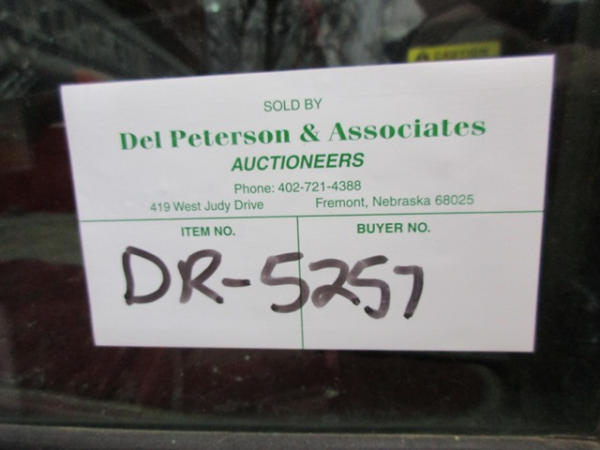 CAUTION
SOLD BY
Del Peterson & Associates
AUCTIONEERS
Phone: 402-721-4388
419 West Judy Drive Fremont, Nebraska 68025
ITEM NO. BUYER NO.
DR-5257